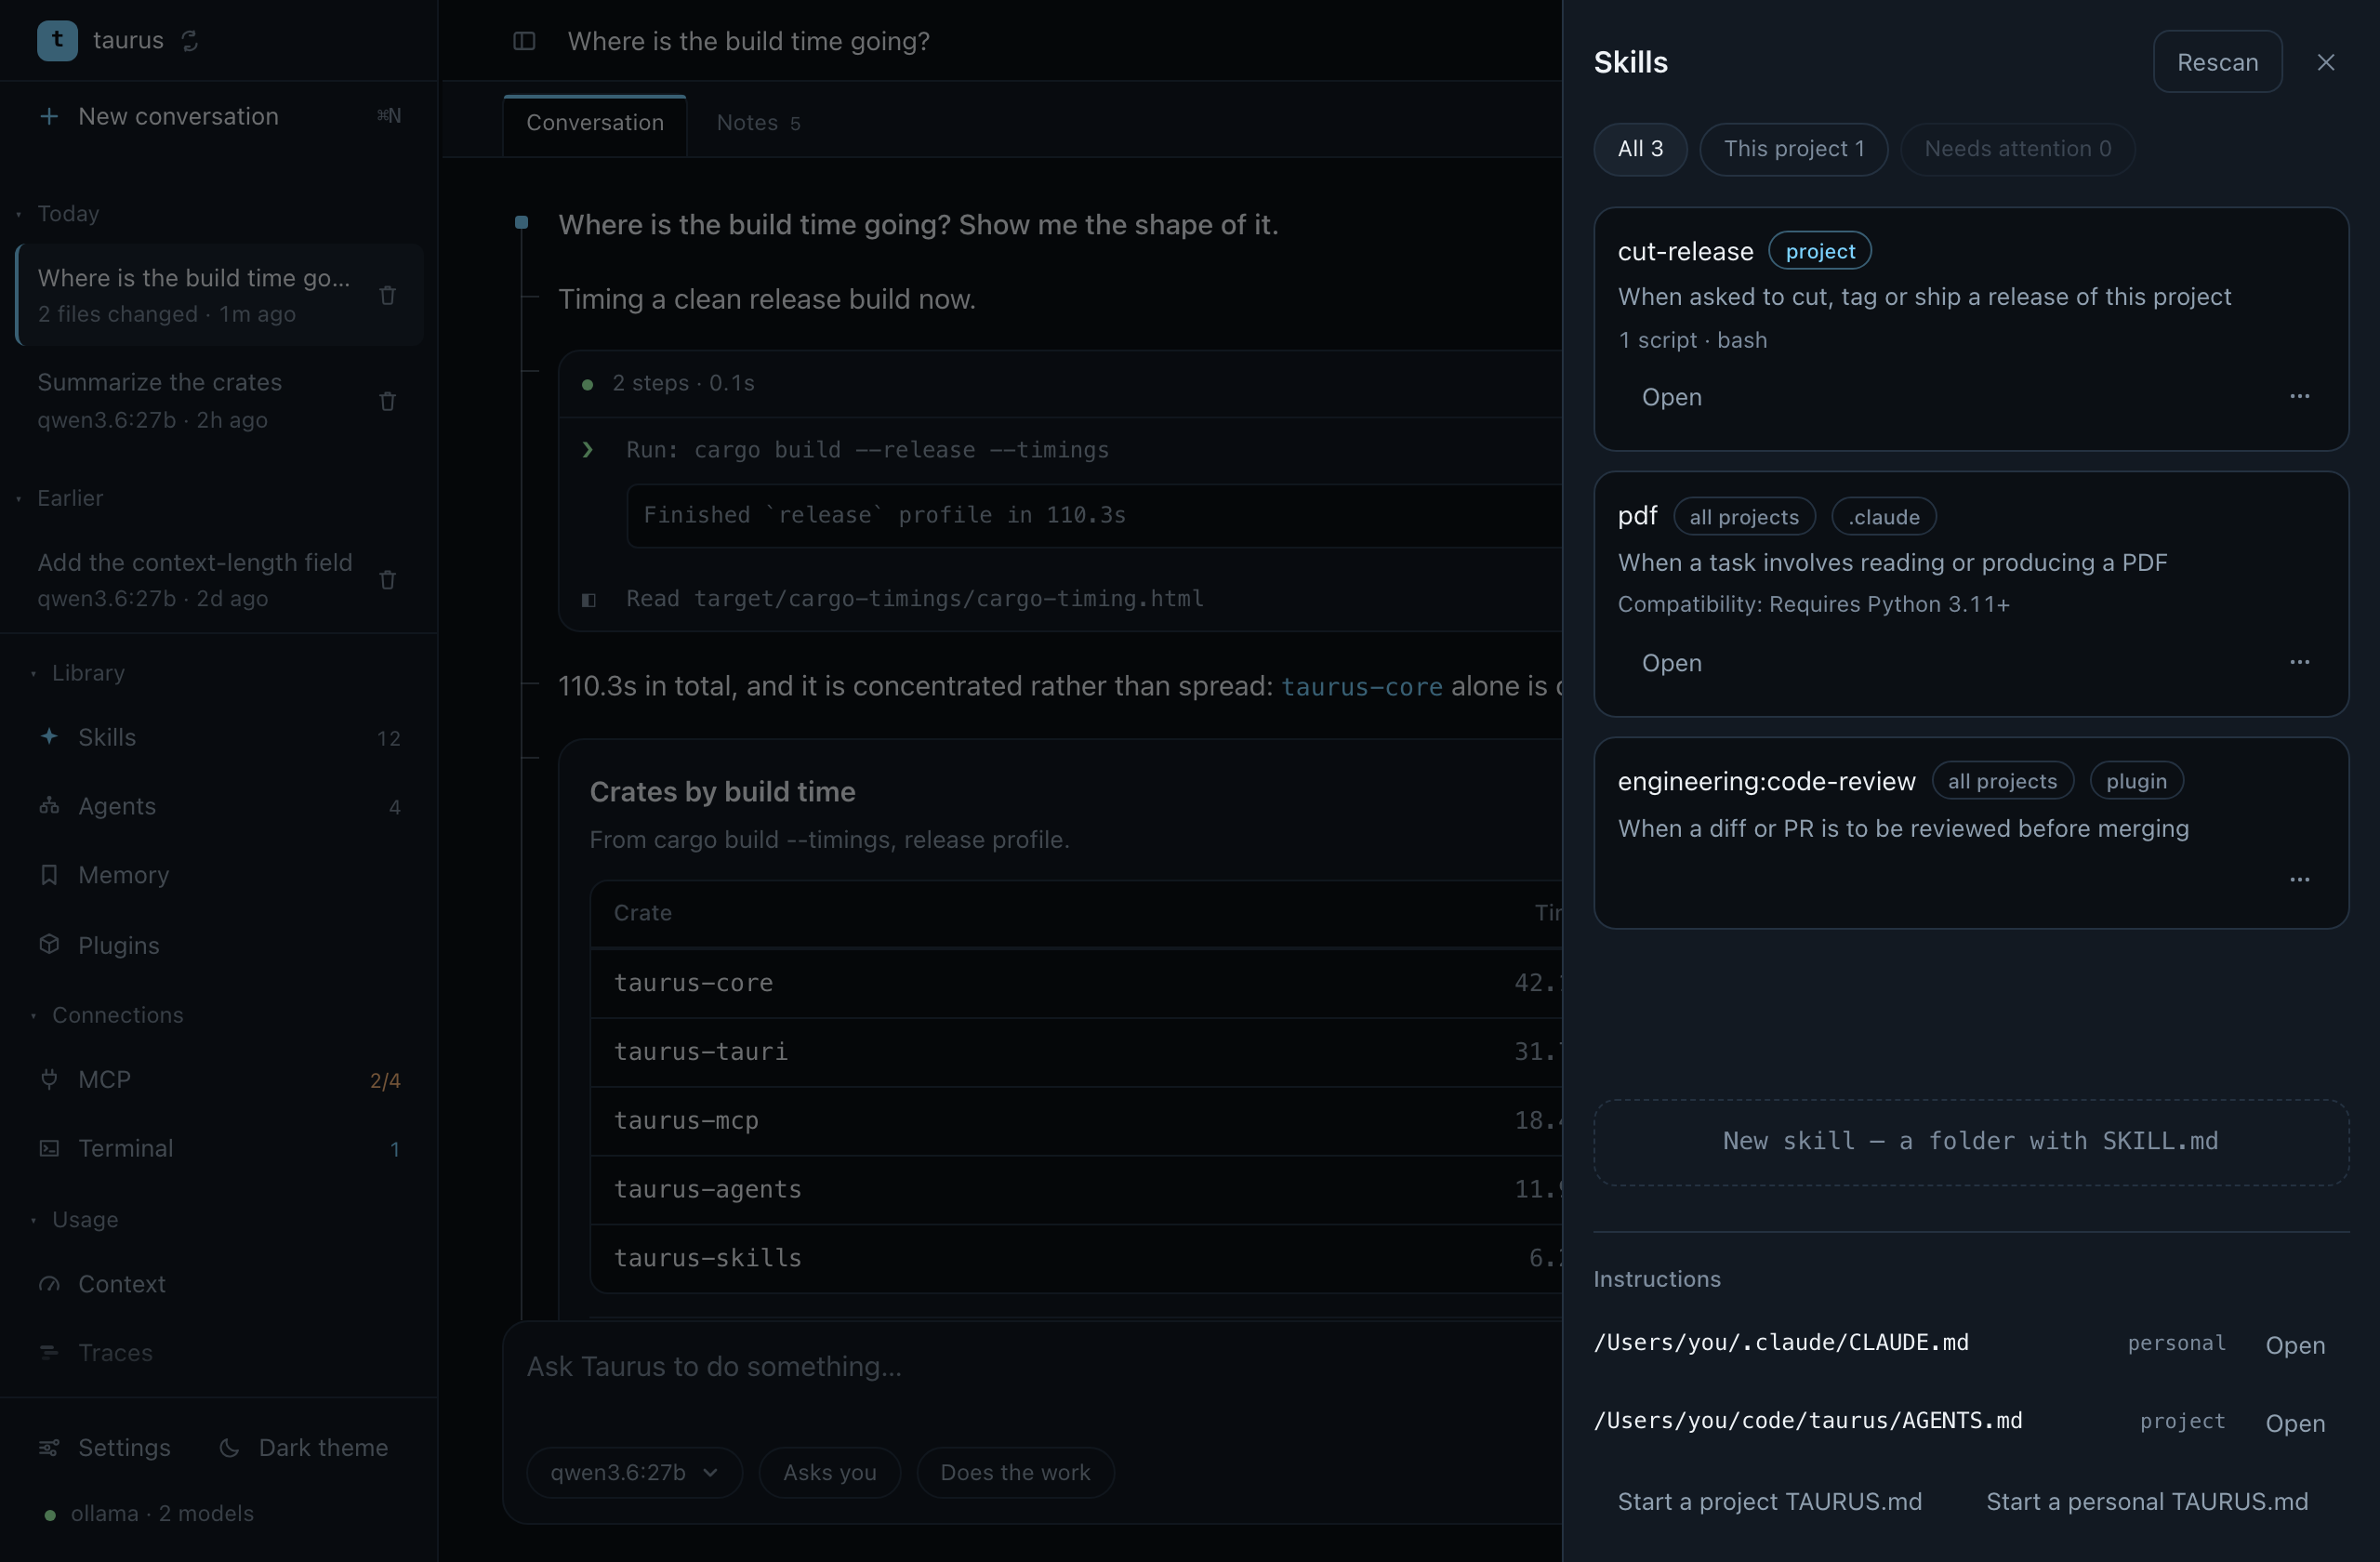 t taurus
New conversation ⌘N
Today
Where is the build time go...
2 files changed · 1m ago
Summarize the crates
qwen3.6:27b · 2h ago
Earlier
Add the context-length field
qwen3.6:27b · 2d ago
Library
Skills 12
Agents 4
Memory
Plugins
Connections
MCP 2/4
Terminal 1
Usage
Context
Traces
Settings Dark theme
ollama · 2 models
Where is the build time going?
Conversation Notes 5
Where is the build time going? Show me the shape of it.
Timing a clean release build now.
2 steps · 0.1s
Run: cargo build --release --timings
Finished `release` profile in 110.3s
Read target/cargo-timings/cargo-timing.html
110.3s in total, and it is concentrated rather than spread: taurus-core alone is
Crates by build time
From cargo build --timings, release profile.
Crate
taurus-core 42.
taurus-tauri 31.
taurus-mcp 18.
taurus-agents 11.
taurus-skills 6.
Ask Taurus to do something...
qwen3.6:27b Asks you Does the work
Skills Rescan
All 3 This project 1 Needs attention 0
cut-release project
When asked to cut, tag or ship a release of this project
1 script · bash
Open ...
pdf all projects .claude
When a task involves reading or producing a PDF
Compatibility: Requires Python 3.11+
Open ...
engineering:code-review all projects plugin
When a diff or PR is to be reviewed before merging
...
New skill — a folder with SKILL.md
Instructions
/Users/you/.claude/CLAUDE.md personal Open
/Users/you/code/taurus/AGENTS.md project Open
Start a project TAURUS.md Start a personal TAURUS.md